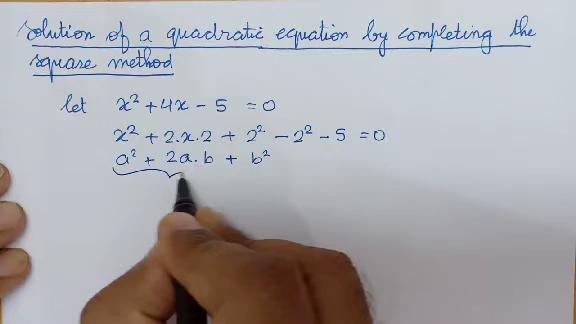 Solution of a quadratic equation by completing the
square method
let x² + 4x - 5 = 0
x² + 2.x.2 + 2² - 2² - 5 = 0
a² + 2a.b + b²